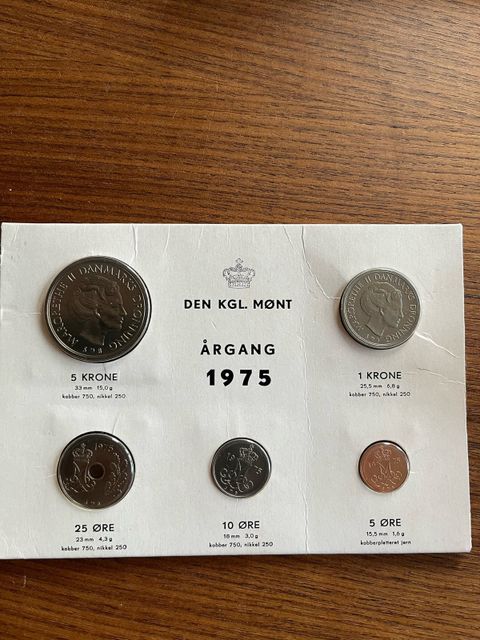 MARGRETHE II DANMARKS DRONNING
DEN KGL. MØNT
MARGRETHE II DANMARKS DRONNING
ÅRGANG
1975
5 KRONE
33 mm 15,0 g
kobber 750, nikkel 250
1 KRONE
25,5 mm 6,8 g
kobber 750, nikkel 250
25 ØRE
23 mm 4,3 g
kobber 750, nikkel 250
10 ØRE
18 mm 3,0 g
kobber 750, nikkel 250
5 ØRE
15,5 mm 1,6 g
kobberpletteret jern